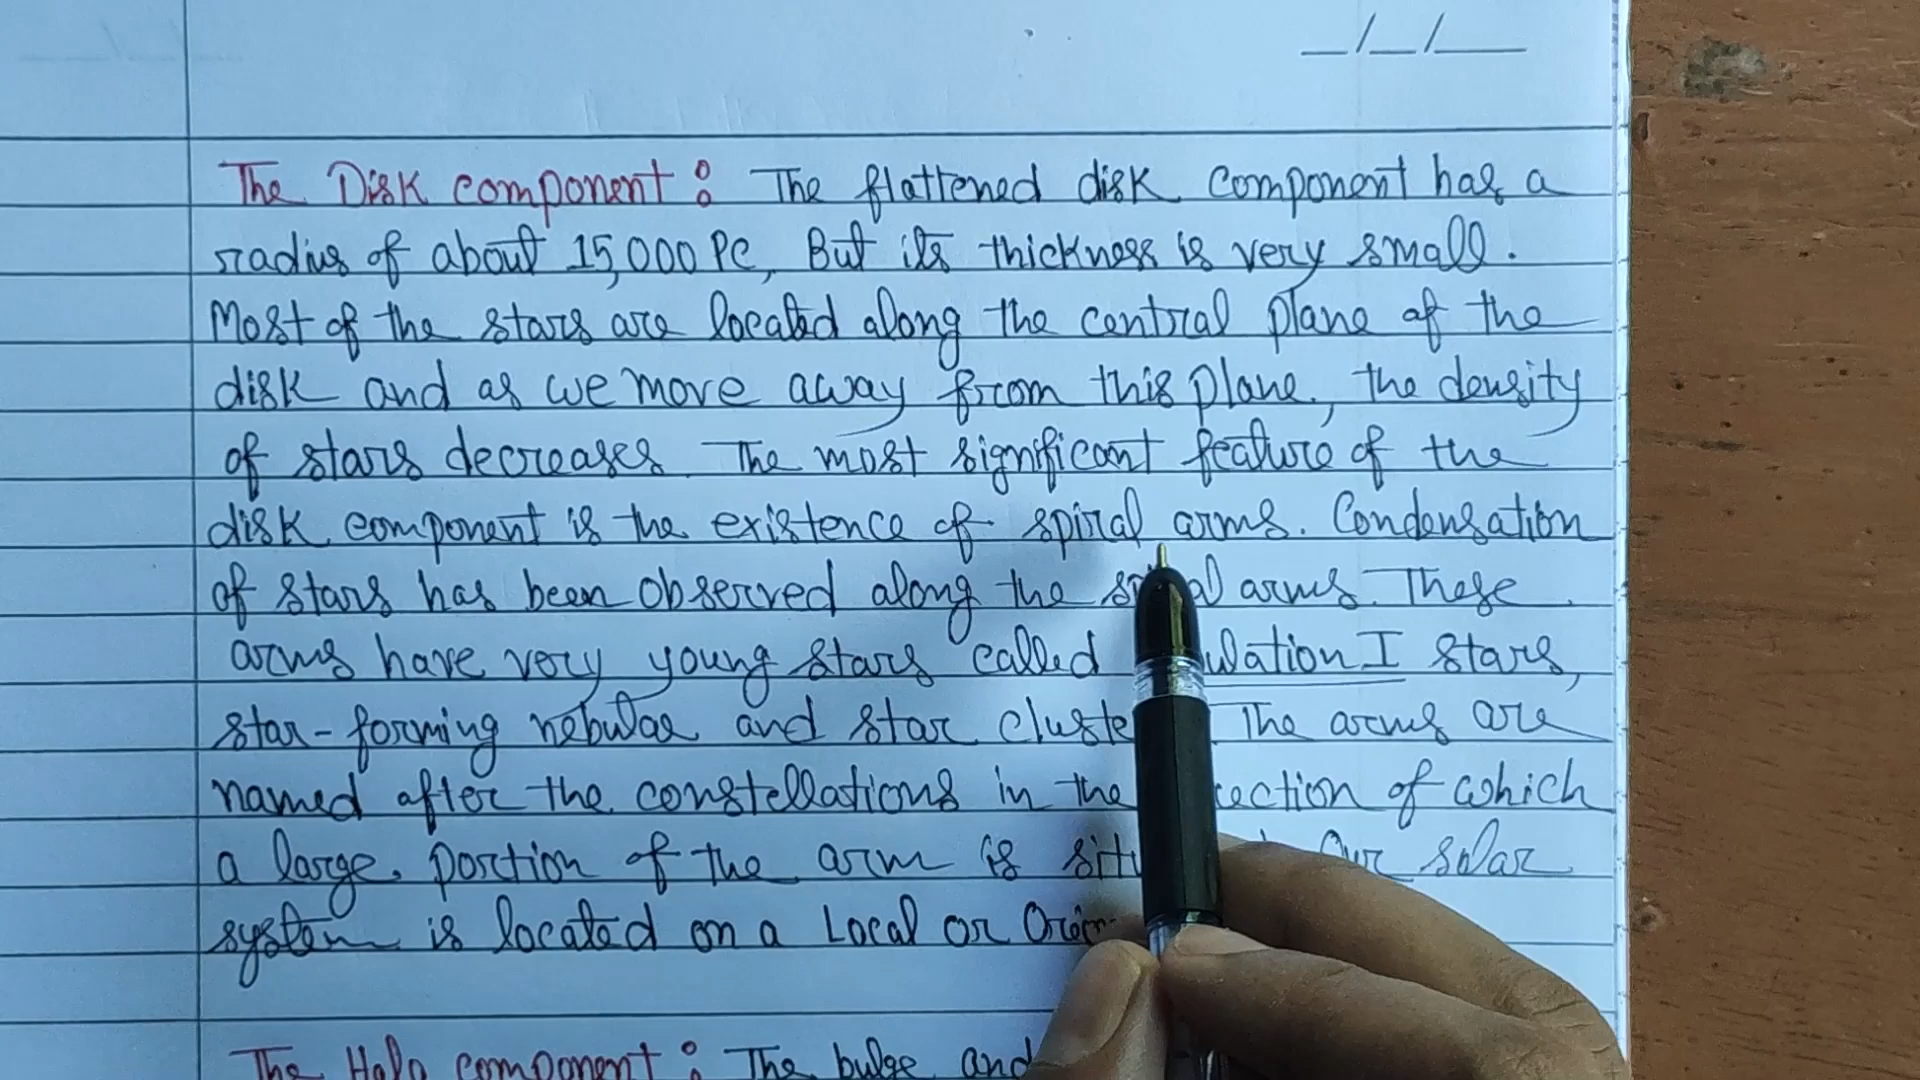 __/__/____
The Disk component : The flattened disk component has a
radius of about 15,000 PC, But its thickness is very small.
Most of the stars are located along the central plane of the
disk and as we move away from this plane, the density
of stars decreases. The most significant feature of the
disk component is the existence of spiral arms. Condensation
of stars has been observed along the arms. These
arms have very young stars called I stars,
star-forming nebulae and star The arms are
named after the constellations in the of which
a large portion of the arm is Our solar
system is located on a Local or
The Halo component : The bulge and